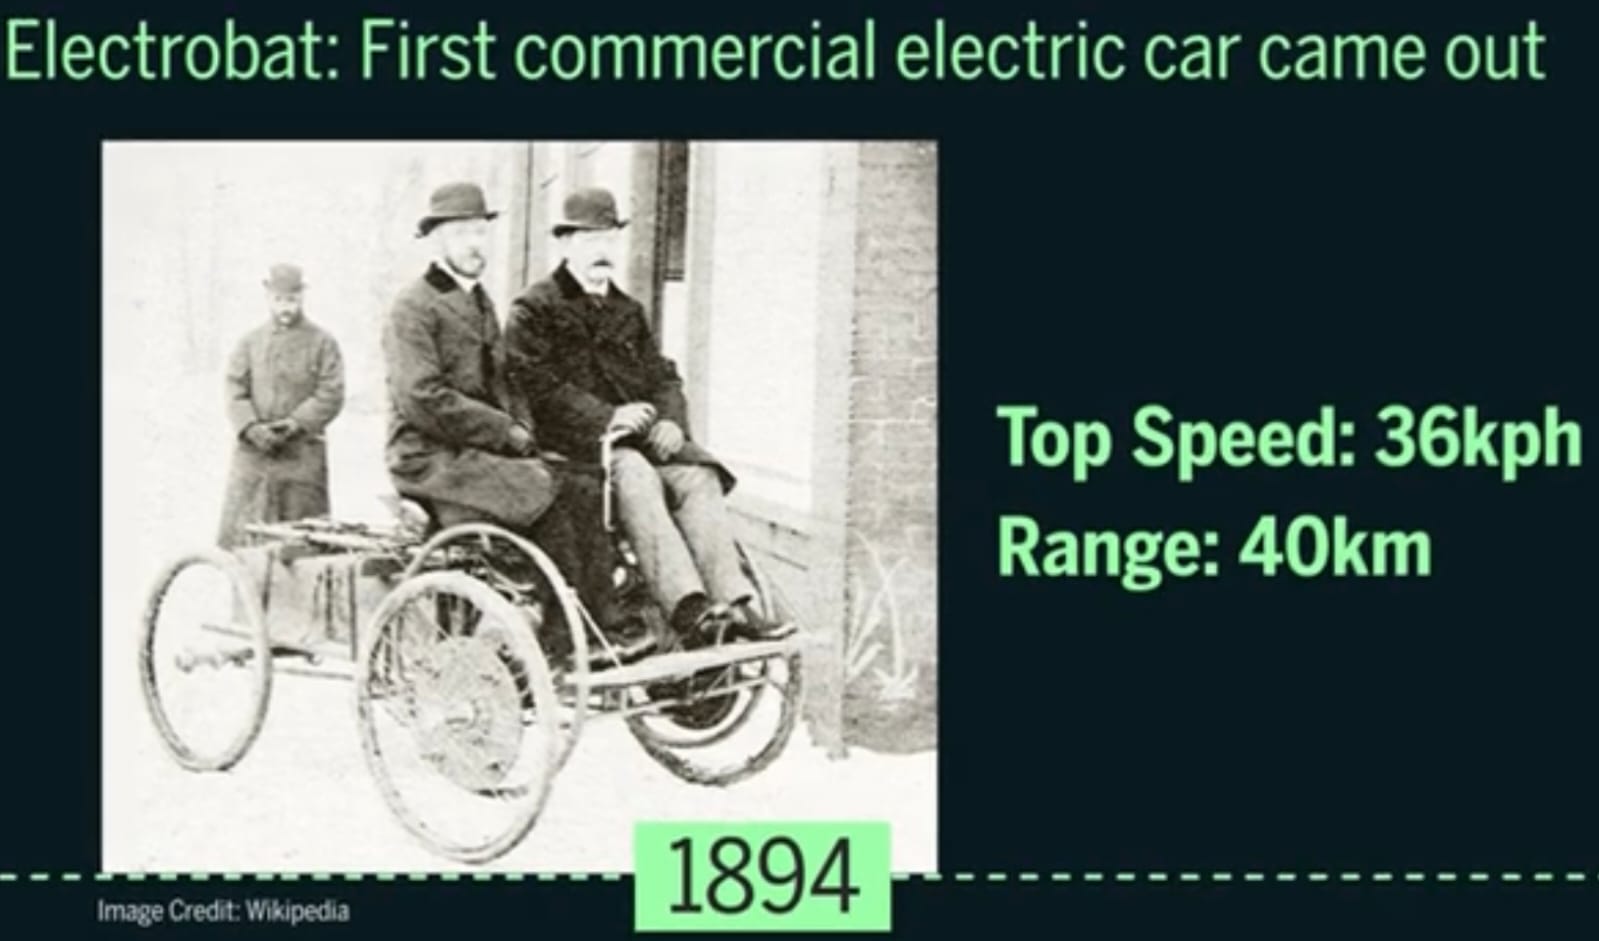 Electrobat: First commercial electric car came out
Top Speed: 36kph
Range: 40km
1894
Image Credit: Wikipedia